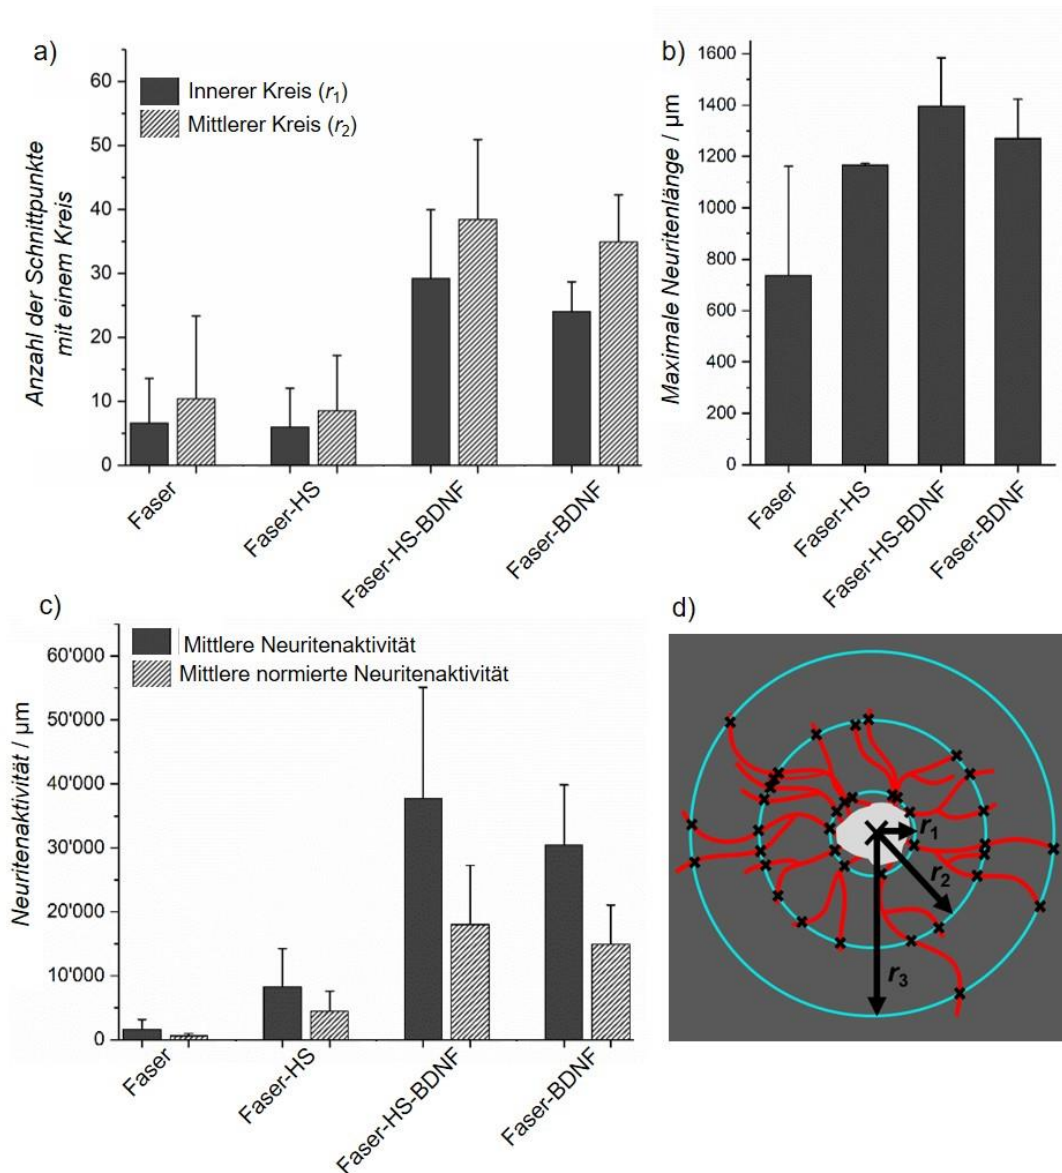 a)
Anzahl der Schnittpunkte
mit einem Kreis
60
50
40
30
20
10
0
Innerer Kreis (r1)
Mittlerer Kreis (r2)
Faser
Faser-HS
Faser-HS-BDNF
Faser-BDNF
b)
Maximale Neuritenlänge / µm
1600
1400
1200
1000
800
600
400
200
0
Faser
Faser-HS
Faser-HS-BDNF
Faser-BDNF
c)
Neuritenaktivität / µm
60'000
50'000
40'000
30'000
20'000
10'000
0
Mittlere Neuritenaktivität
Mittlere normierte Neuritenaktivität
Faser
Faser-HS
Faser-HS-BDNF
Faser-BDNF
d)
r1
r2
r3